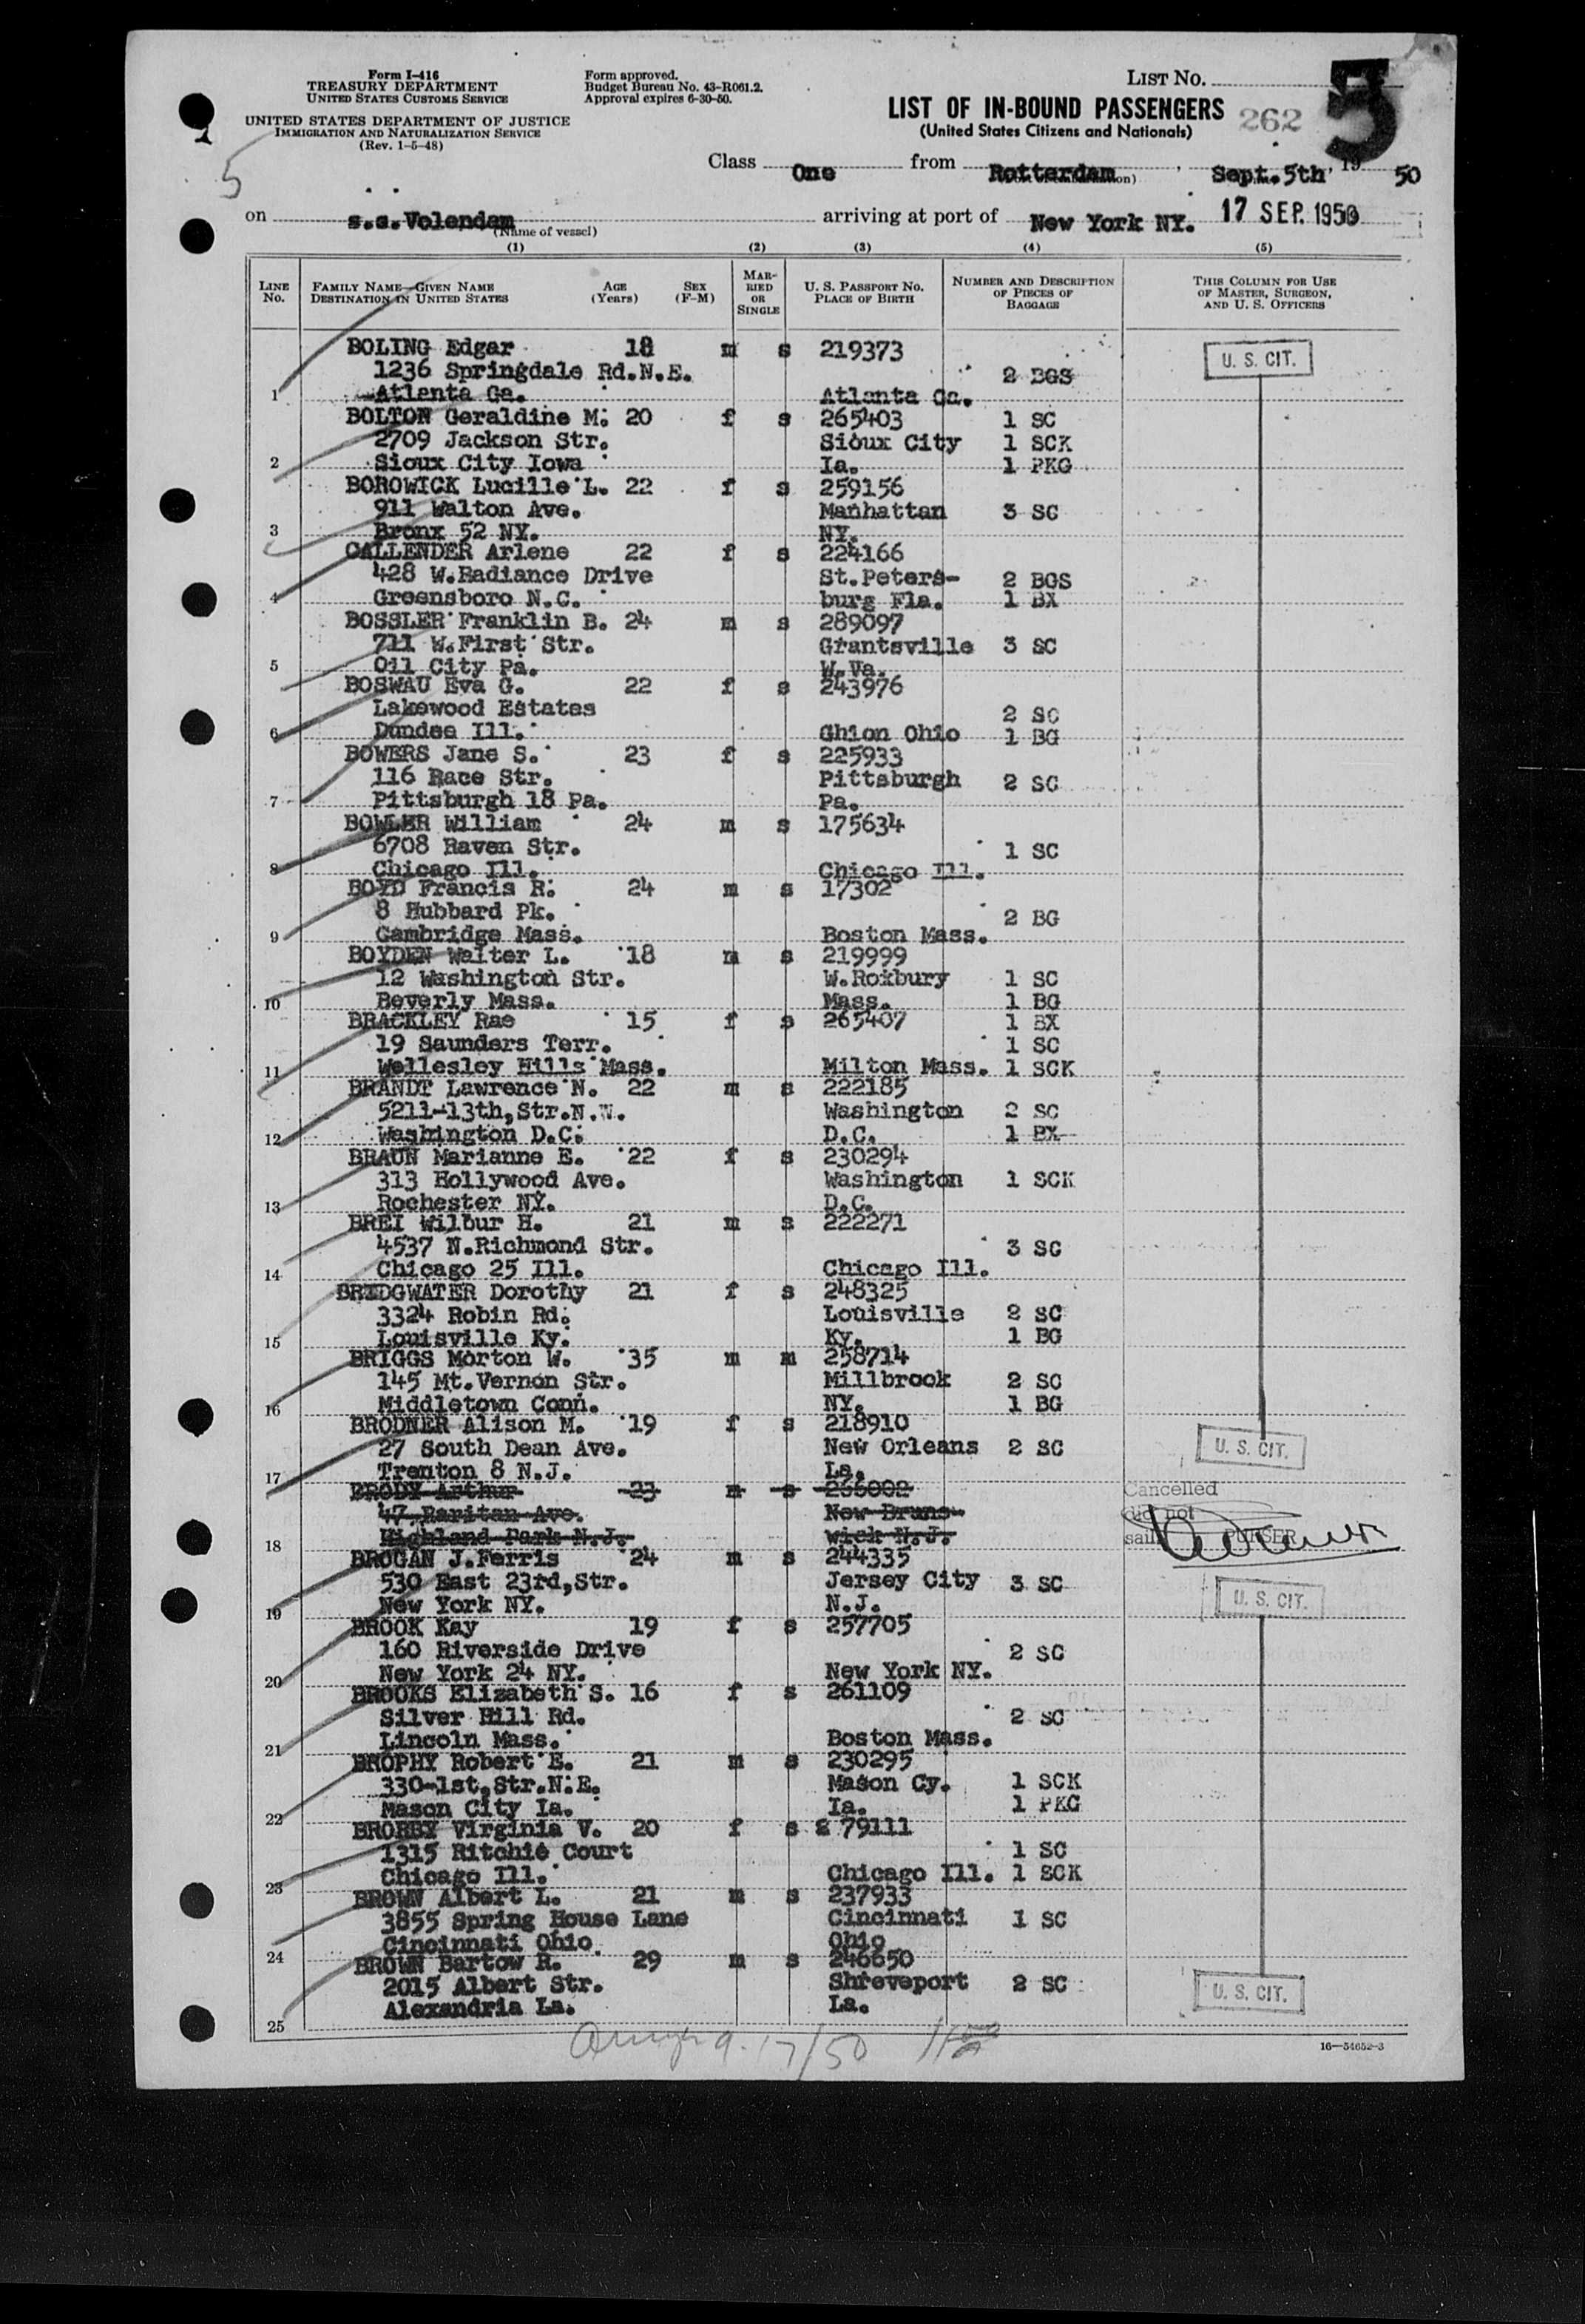 Form I-416
TREASURY DEPARTMENT
UNITED STATES CUSTOMS SERVICE
UNITED STATES DEPARTMENT OF JUSTICE
IMMIGRATION AND NATURALIZATION SERVICE
(Rev. 1-5-48)
Form approved.
Budget Bureau No. 43-R061.2.
Approval expires 6-30-50.
LIST No.
5
LIST OF IN-BOUND PASSENGERS
262
(United States Citizens and Nationals)
5
Class One from Rotterdam, Sept. 5th, 19 50
on s.s. Volendam arriving at port of New York NY. 17 SEP. 1950
(Name of vessel)
(1) (2) (3) (4) (5)
LINE No. FAMILY NAME—GIVEN NAME DESTINATION IN UNITED STATES AGE (Years) SEX (F-M) MARRIED OR SINGLE U. S. PASSPORT No. PLACE OF BIRTH NUMBER AND DESCRIPTION OF PIECES OF BAGGAGE THIS COLUMN FOR USE OF MASTER, SURGEON, AND U. S. OFFICERS
BOLING Edgar 18 m s 219373 U. S. CIT.
1236 Springdale Rd.N.E. 2 BGS
1 Atlanta Ga. Atlanta Ga.
BOLTON Geraldine M. 20 f s 265403 1 SC
2709 Jackson Str. Sioux City 1 SCK
2 Sioux City Iowa Ia. 1 PKG
BOROWICK Lucille L. 22 f s 259156
911 Walton Ave. Manhattan 3 SC
3 Bronx 52 NY. NY.
CALLENDER Arlene 22 f s 224166
428 W.Radiance Drive St.Peters- 2 BGS
4 Greensboro N.C. burg Fla. 1 BX
BOSSLER Franklin B. 24 m s 289097
711 W.First Str. Grantsville 3 SC
5 Oil City Pa. W.Va.
BOSWAU Eva G. 22 f s 243976
Lakewood Estates 2 SC
6 Dundee Ill. Ghion Ohio 1 BG
BOWERS Jane S. 23 f s 225933
116 Race Str. Pittsburgh 2 SC
7 Pittsburgh 18 Pa. Pa.
BOWLER William 24 m s 175634
6708 Raven Str. 1 SC
8 Chicago Ill. Chicago Ill.
BOYD Francis R. 24 m s 17302
8 Hubbard Pk. 2 BG
9 Cambridge Mass. Boston Mass.
BOYDEN Walter L. 18 m s 219999
12 Washington Str. W.Roxbury 1 SC
10 Beverly Mass. Mass. 1 BG
BRACKLEY Rae 15 f s 265407 1 BX
19 Saunders Terr. 1 SC
11 Wellesley Hills Mass. Milton Mass. 1 SCK
BRANDT Lawrence N. 22 m s 222185
5211-13th,Str.N.W. Washington 2 SC
12 Washington D.C. D.C. 1 BX
BRAUN Marianne E. 22 f s 230294
313 Hollywood Ave. Washington 1 SCK
13 Rochester NY. D.C.
BREI Wilbur H. 21 m s 222271
4537 N.Richmond Str. 3 SC
14 Chicago 25 Ill. Chicago Ill.
BRIDGWATER Dorothy 21 f s 248325
3324 Robin Rd. Louisville 2 SC
15 Louisville Ky. Ky. 1 BG
BRIGGS Morton W. 35 m m 258714
145 Mt.Vernon Str. Millbrook 2 SC
16 Middletown Conn. NY. 1 BG
BRODNER Alison M. 19 f s 218910
27 South Dean Ave. New Orleans 2 SC U. S. CIT.
17 Trenton 8 N.J. La.
BRODY Arthur 23 m s 266002 Cancelled
47,Raritan Ave. New Bruns- did not
18 Highland Park N.J. wick N.J. sail PURSER
BROGAN J.Ferris 24 m s 244335
530 East 23rd,Str. Jersey City 3 SC U. S. CIT.
19 New York NY. N.J.
BROOK Kay 19 f s 257705
160 Riverside Drive 2 SC
20 New York 24 NY. New York NY.
BROOKS Elizabeth S. 16 f s 261109
Silver Hill Rd. 2 SC
21 Lincoln Mass. Boston Mass.
BROPHY Robert E. 21 m s 230295
330-1st,Str.N.E. Mason Cy. 1 SCK
22 Mason City Ia. Ia. 1 PKG
BROBBY Virginia V. 20 f s 79111
1315 Ritchie Court 1 SC
23 Chicago Ill. Chicago Ill. 1 SCK
BROWN Albert L. 21 m s 237933
3855 Spring House Lane Cincinnati 1 SC
24 Cincinnati Ohio Ohio
BROWN Bartow R. 29 m s 246650
2015 Albert Str. Shreveport 2 SC U. S. CIT.
25 Alexandria La. La.
9.17/50
16—54652-3